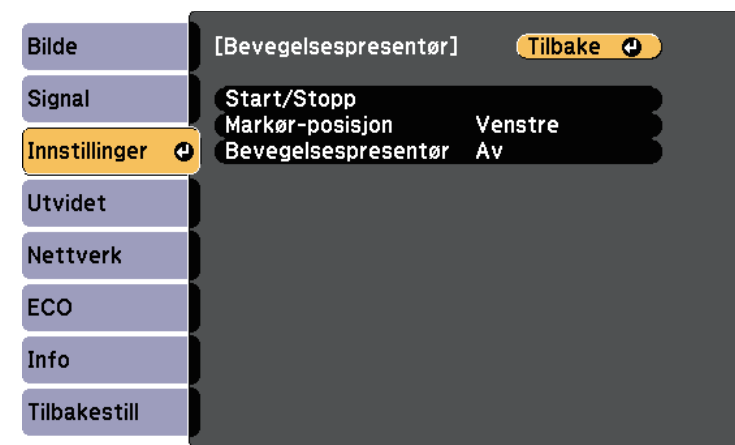 Bilde
Signal
Innstillinger
Utvidet
Nettverk
ECO
Info
Tilbakestill
[Bevegelsespresentør] Tilbake
Start/Stopp
Markør-posisjon Venstre
Bevegelsespresentør Av